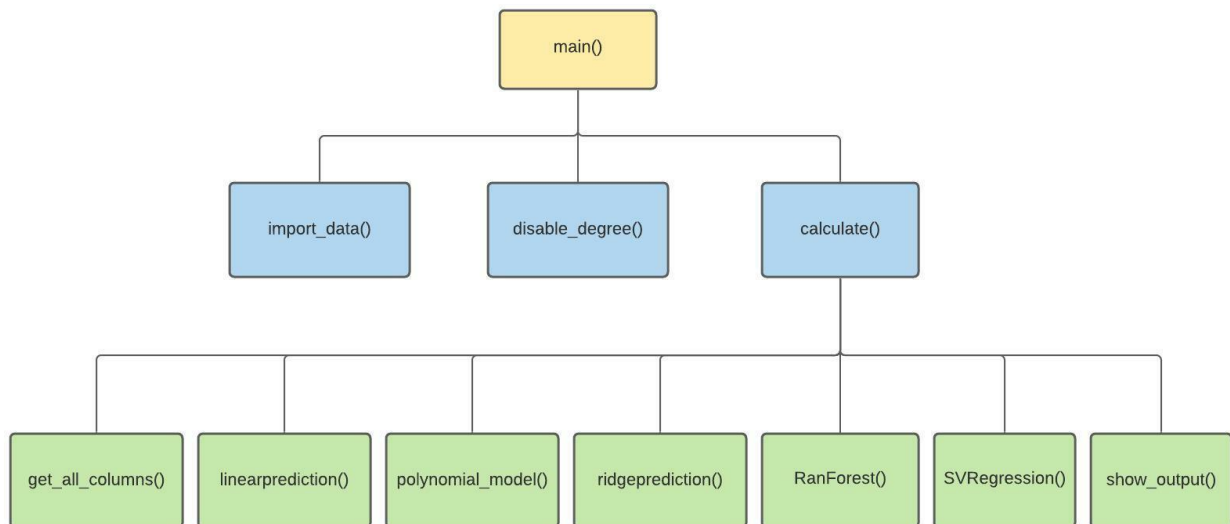 main()
import_data()
disable_degree()
calculate()
get_all_columns()
linearprediction()
polynomial_model()
ridgeprediction()
RanForest()
SVRegression()
show_output()